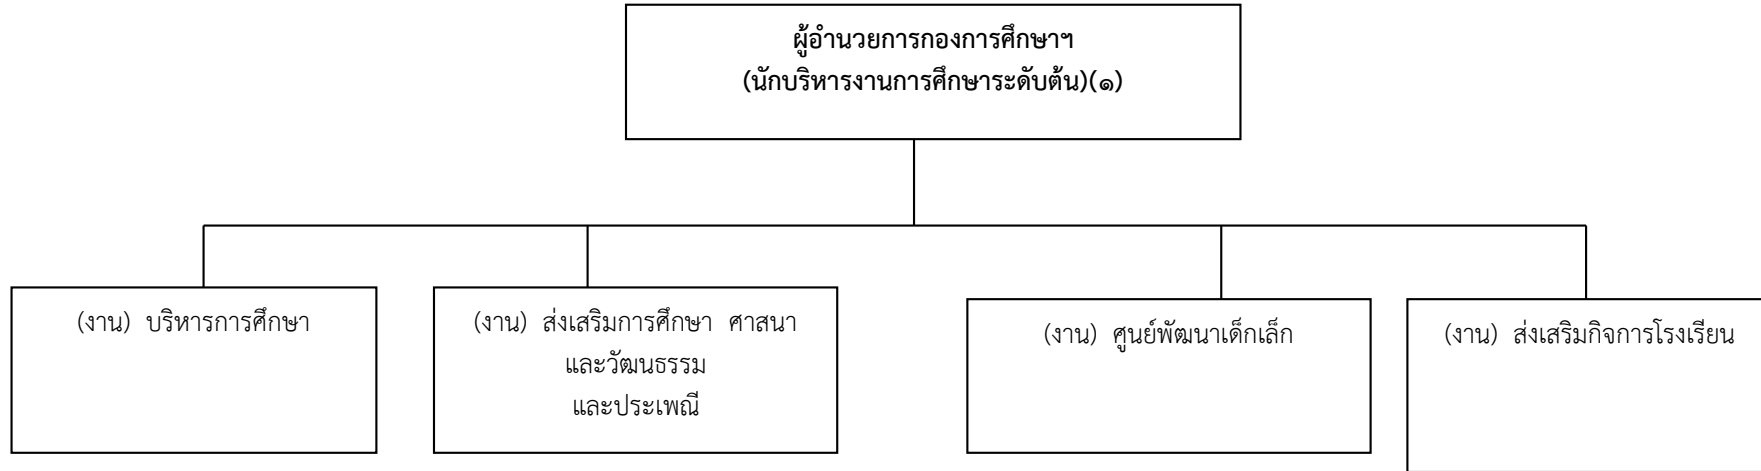 ผู้อำนวยการกองการศึกษาฯ
(นักบริหารงานการศึกษาระดับต้น)(๑)
(งาน) บริหารการศึกษา
(งาน) ส่งเสริมการศึกษา ศาสนา
และวัฒนธรรม
และประเพณี
(งาน) ศูนย์พัฒนาเด็กเล็ก
(งาน) ส่งเสริมกิจการโรงเรียน